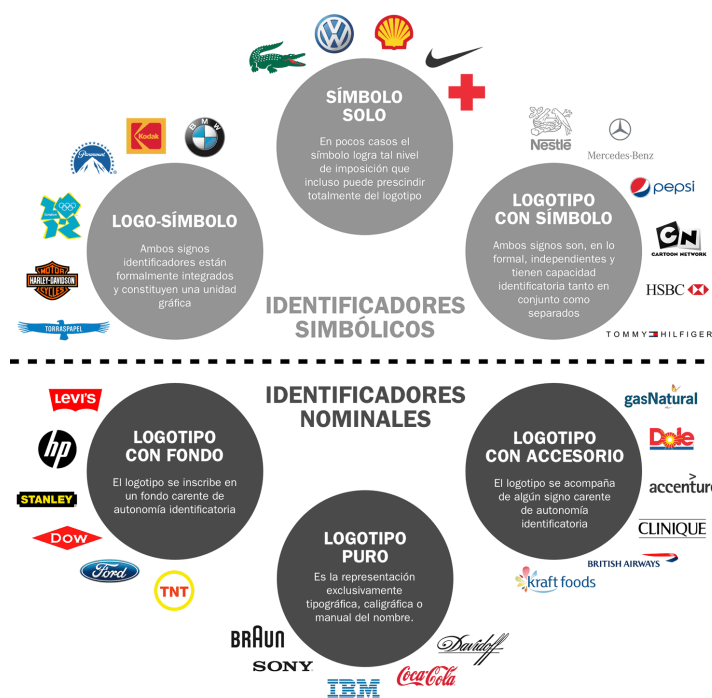 SÍMBOLO
SOLO
En pocos casos el
símbolo logra tal nivel
de imposición que
incluso puede prescindir
totalmente del logotipo
Paramount
Kodak
BMW
LONDON
LOGO-SÍMBOLO
Ambos signos
identificadores están
formalmente integrados
y constituyen una unidad
gráfica
MOTOR
HARLEY-DAVIDSON
CYCLES
TORRASPAPEL
Nestlé
Mercedes-Benz
LOGOTIPO
CON SÍMBOLO
Ambos signos son, en lo
formal, independientes y
tienen capacidad
identificatoria tanto en
conjunto como
separados
pepsi
CN
CARTOON NETWORK
HSBC
TOMMY HILFIGER
IDENTIFICADORES
SIMBÓLICOS
IDENTIFICADORES
NOMINALES
LEVI'S
hp
STANLEY
DOW
Ford
TNT
LOGOTIPO
CON FONDO
El logotipo se inscribe en
un fondo carente de
autonomía identificatoria
LOGOTIPO
PURO
Es la representación
exclusivamente
tipográfica, caligráfica o
manual del nombre.
BRAUN
SONY
IBM
Coca-Cola
Davidoff
LOGOTIPO
CON ACCESORIO
El logotipo se acompaña
de algún signo carente
de autonomía
identificatoria
gasNatural
Dole
>
accenture
CLINIQUE
BRITISH AIRWAYS
kraft foods